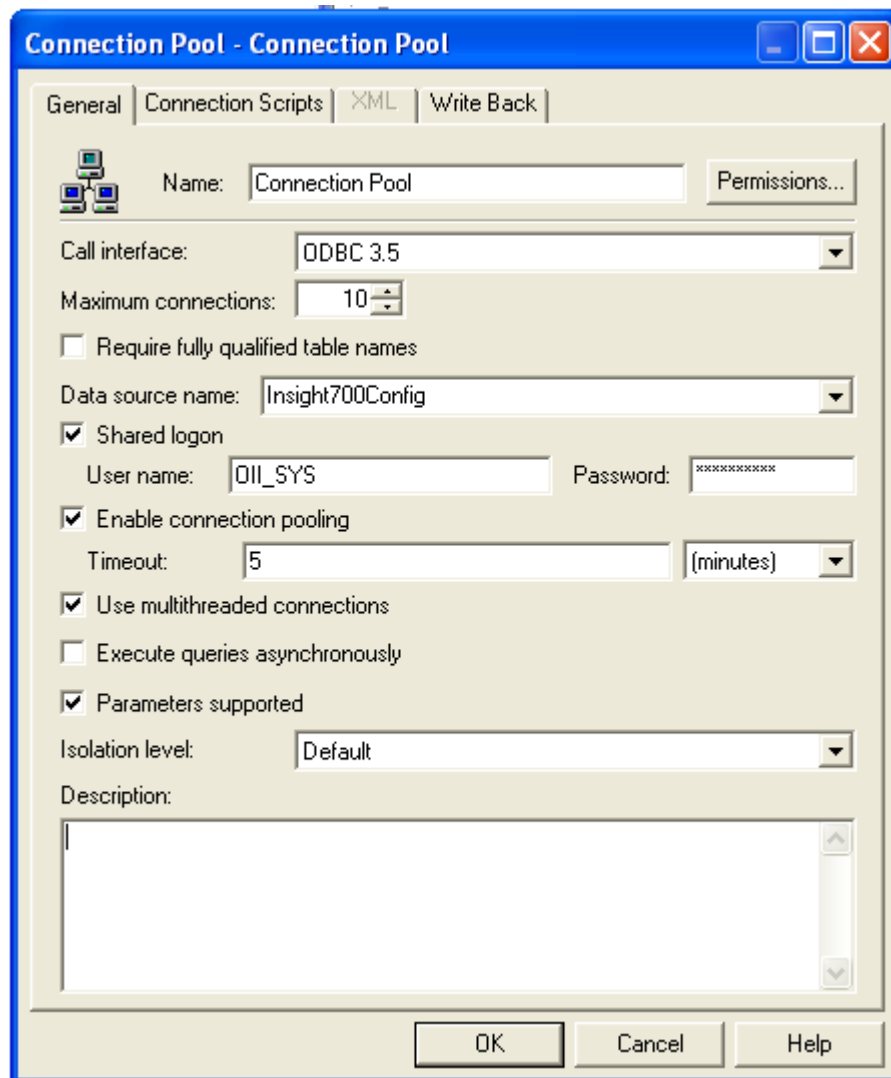 Connection Pool - Connection Pool
General Connection Scripts XML Write Back
Name: Connection Pool Permissions...
Call interface: ODBC 3.5
Maximum connections: 10
Require fully qualified table names
Data source name: Insight700Config
Shared logon
User name: OII_SYS Password: **********
Enable connection pooling
Timeout: 5 (minutes)
Use multithreaded connections
Execute queries asynchronously
Parameters supported
Isolation level: Default
Description:
OK Cancel Help